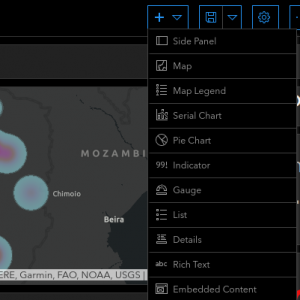 Side Panel
Map
Map Legend
Serial Chart
Pie Chart
99! Indicator
Gauge
List
Details
abc Rich Text
Embedded Content
MOZAMBI
Chimoio
Beira
ERE, Garmin, FAO, NOAA, USGS |